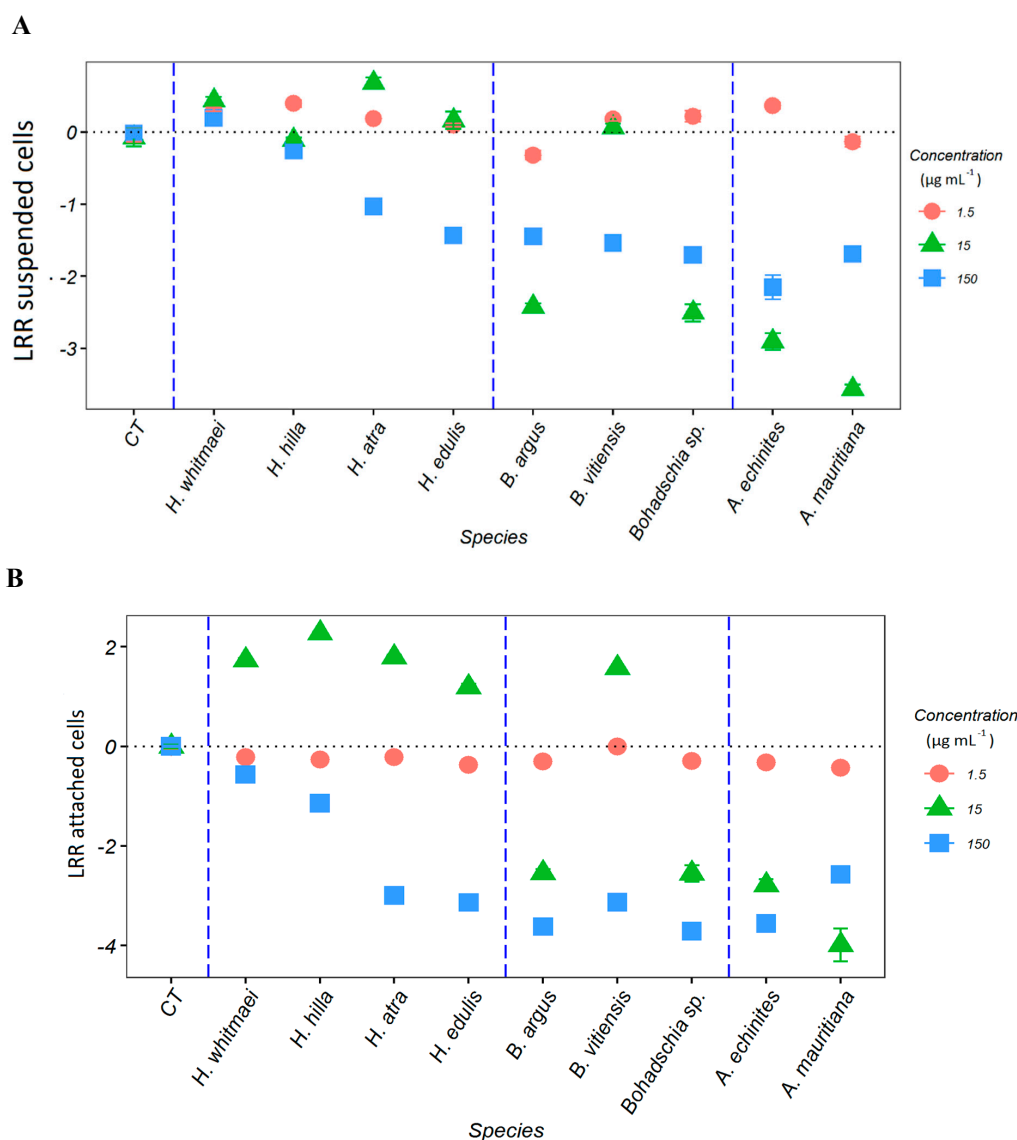 A
LRR suspended cells
0
-1
-2
-3
CT
H. whitmaei
H. hilla
H. atra
H. edulis
B. argus
B. vitiensis
Bohadschia sp.
A. echinites
A. mauritiana
Species
Concentration
(µg mL⁻¹)
1.5
15
150
B
LRR attached cells
2
0
-2
-4
CT
H. whitmaei
H. hilla
H. atra
H. edulis
B. argus
B. vitiensis
Bohadschia sp.
A. echinites
A. mauritiana
Species
Concentration
(µg mL⁻¹)
1.5
15
150